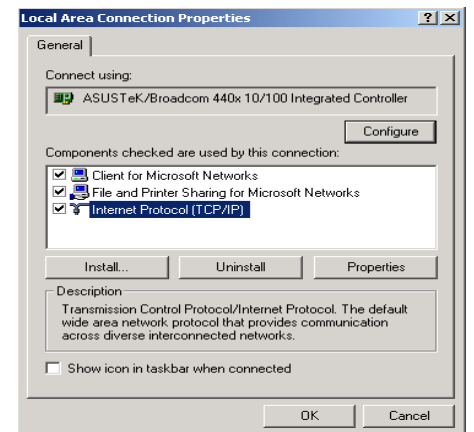 Local Area Connection Properties
General
Connect using:
ASUSTeK/Broadcom 440x 10/100 Integrated Controller
Configure
Components checked are used by this connection:
Client for Microsoft Networks
File and Printer Sharing for Microsoft Networks
Internet Protocol (TCP/IP)
Install... Uninstall Properties
Description
Transmission Control Protocol/Internet Protocol. The default
wide area network protocol that provides communication
across diverse interconnected networks.
Show icon in taskbar when connected
OK Cancel